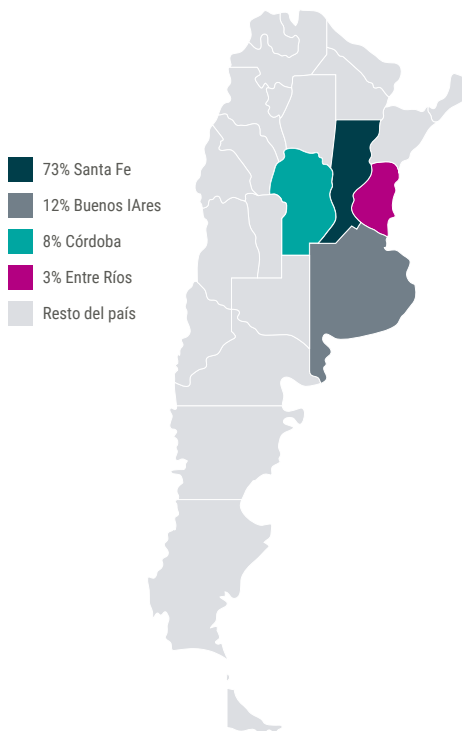 73% Santa Fe
12% Buenos IAres
8% Córdoba
3% Entre Ríos
Resto del país